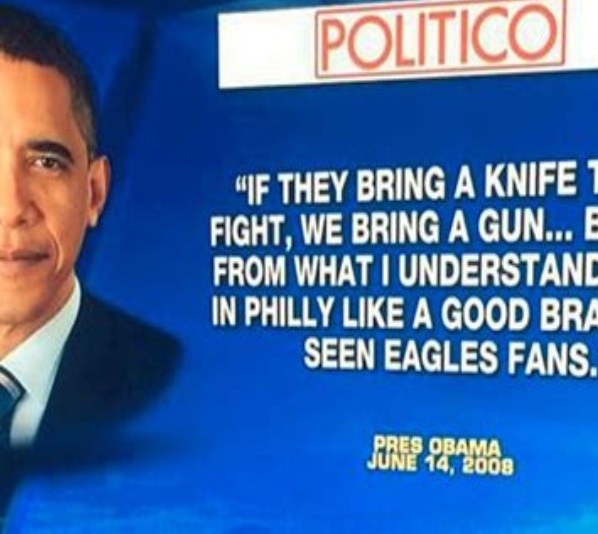 POLITICO
“IF THEY BRING A KNIFE
FIGHT, WE BRING A GUN...
FROM WHAT I UNDERSTAND
IN PHILLY LIKE A GOOD
SEEN EAGLES FANS.
PRES OBAMA
JUNE 14, 2008